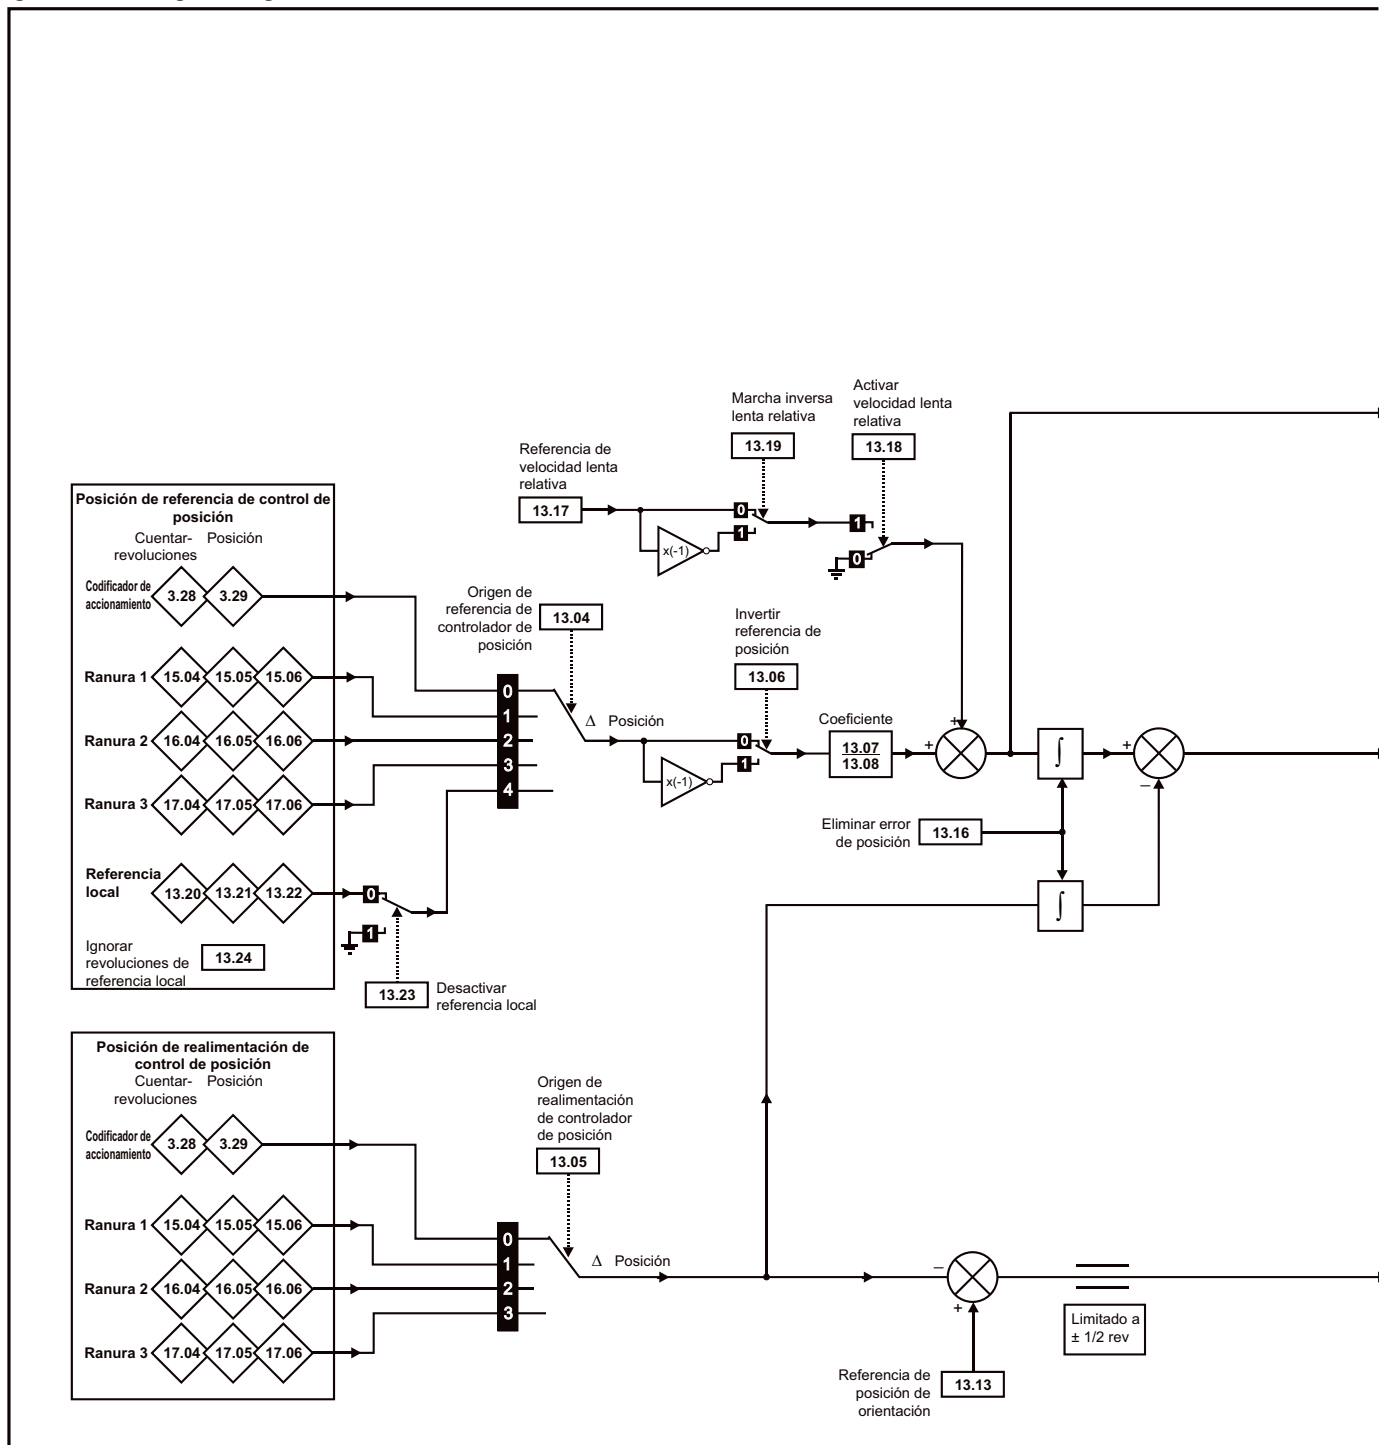 Marcha inversa
lenta relativa
13.19
Activar
velocidad lenta
relativa
13.18
Referencia de
velocidad lenta
relativa
13.17
0
1
x(-1)
1
0
Posición de referencia de control de
posición
Cuentar- Posición
revoluciones
Codificador de
accionamiento
3.28 3.29
Ranura 1 15.04 15.05 15.06
Ranura 2 16.04 16.05 16.06
Ranura 3 17.04 17.05 17.06
Referencia
local
13.20 13.21 13.22
Ignorar
revoluciones de
referencia local
13.24
0
1
13.23
Desactivar
referencia local
Origen de
referencia de
controlador de
posición
13.04
0
1
2
3
4
Δ Posición
Invertir
referencia de
posición
13.06
0
1
x(-1)
Coeficiente
13.07
13.08
+
+
∫
+
−
Eliminar error
de posición
13.16
∫
Posición de realimentación de
control de posición
Cuentar- Posición
revoluciones
Codificador de
accionamiento
3.28 3.29
Ranura 1 15.04 15.05 15.06
Ranura 2 16.04 16.05 16.06
Ranura 3 17.04 17.05 17.06
Origen de
realimentación
de controlador
de posición
13.05
0
1
2
3
Δ Posición
−
+
Limitado a
± 1/2 rev
Referencia de
posición de
orientación
13.13